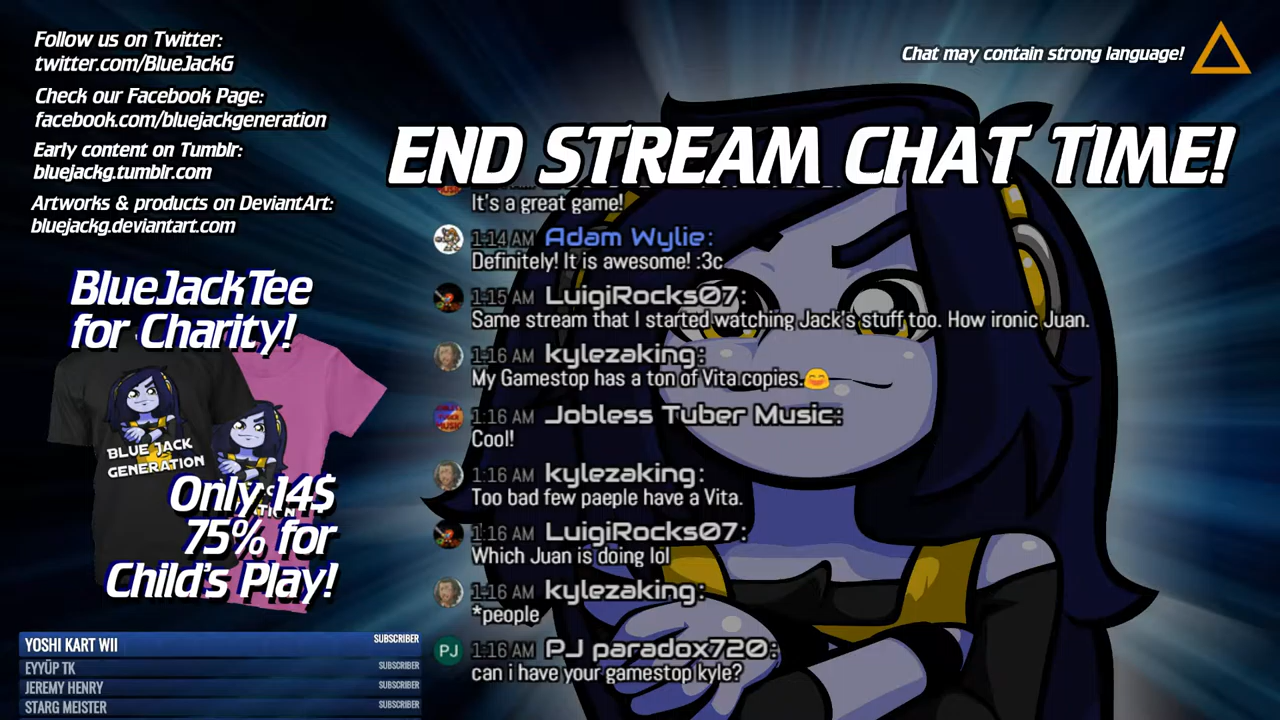 Follow us on Twitter:
twitter.com/BlueJackG
Check our Facebook Page:
facebook.com/bluejackgeneration
Early content on Tumblr:
bluejackg.tumblr.com
Artworks & products on DeviantArt:
bluejackg.deviantart.com
BlueJackTee
for Charity!
BLUE JACK
GENERATION
Only 14$
75% for
Child's Play!
YOSHI KART WII SUBSCRIBER
EYYÜP TK SUBSCRIBER
JEREMY HENRY SUBSCRIBER
STARG MEISTER SUBSCRIBER
Chat may contain strong language!
END STREAM CHAT TIME!
It's a great game!
1:14 AM Adam Wylie:
Definitely! It is awesome! :3c
1:15 AM LuigiRocks07:
Same stream that I started watching Jack's stuff too. How ironic Juan.
1:16 AM kylezaking:
My Gamestop has a ton of Vita copies.😊
1:16 AM Jobless Tuber Music:
Cool!
1:16 AM kylezaking:
Too bad few paeple have a Vita.
1:16 AM LuigiRocks07:
Which Juan is doing lol
1:16 AM kylezaking:
*people
PJ 1:16 AM PJ paradox720:
can i have your gamestop kyle?